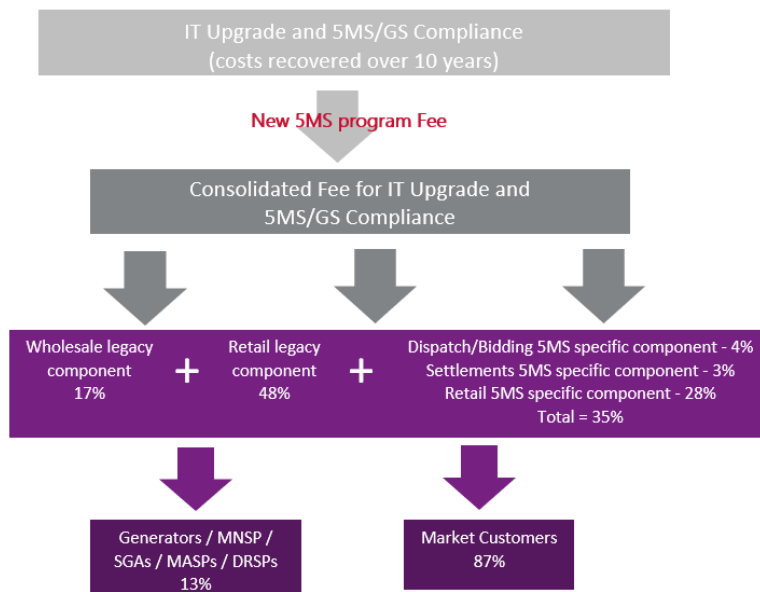 IT Upgrade and 5MS/GS Compliance
(costs recovered over 10 years)
New 5MS program Fee
Consolidated Fee for IT Upgrade and
5MS/GS Compliance
Wholesale legacy
component
17%
+
Retail legacy
component
48%
+
Dispatch/Bidding 5MS specific component - 4%
Settlements 5MS specific component - 3%
Retail 5MS specific component - 28%
Total = 35%
Generators / MNSP /
SGAs / MASPs / DRSPs
13%
Market Customers
87%